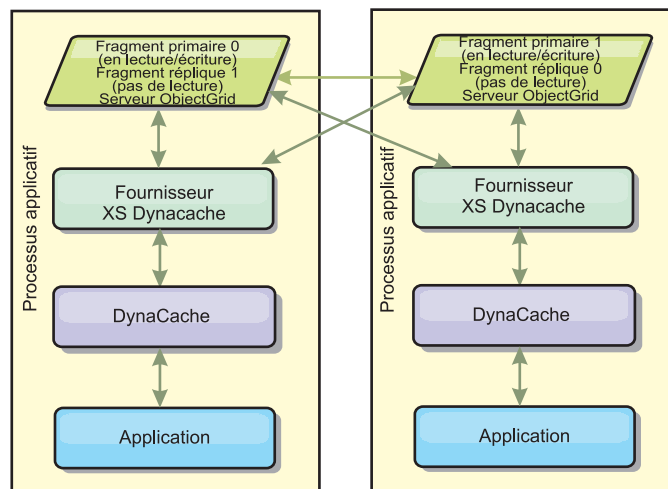 Fragment primaire 0
(en lecture/écriture)
Fragment réplique 1
(pas de lecture)
Serveur ObjectGrid
Fournisseur
XS Dynacache
DynaCache
Application
Processus applicatif
Fragment primaire 1
(en lecture/écriture)
Fragment réplique 0
(pas de lecture)
Serveur ObjectGrid
Fournisseur
XS Dynacache
DynaCache
Application
Processus applicatif